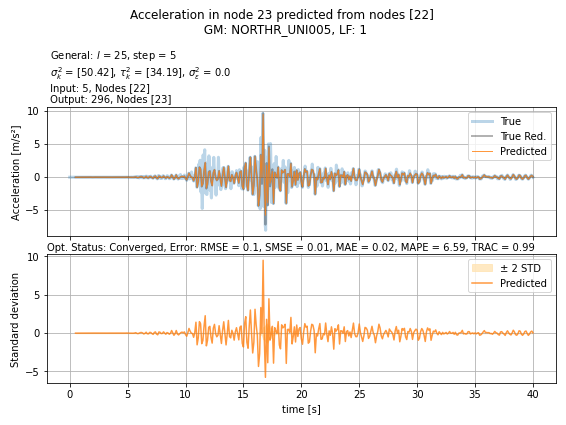 Acceleration in node 23 predicted from nodes [22]
GM: NORTHR_UNI005, LF: 1
General: l = 25, step = 5
σ²ₖ = [50.42], τ²ₖ = [34.19], σ²ε = 0.0
Input: 5, Nodes [22]
Output: 296, Nodes [23]
Acceleration [m/s²]
10
5
0
−5
True
True Red.
Predicted
Opt. Status: Converged, Error: RMSE = 0.1, SMSE = 0.01, MAE = 0.02, MAPE = 6.59, TRAC = 0.99
Standard deviation
10
5
0
−5
± 2 STD
Predicted
0 5 10 15 20 25 30 35 40
time [s]